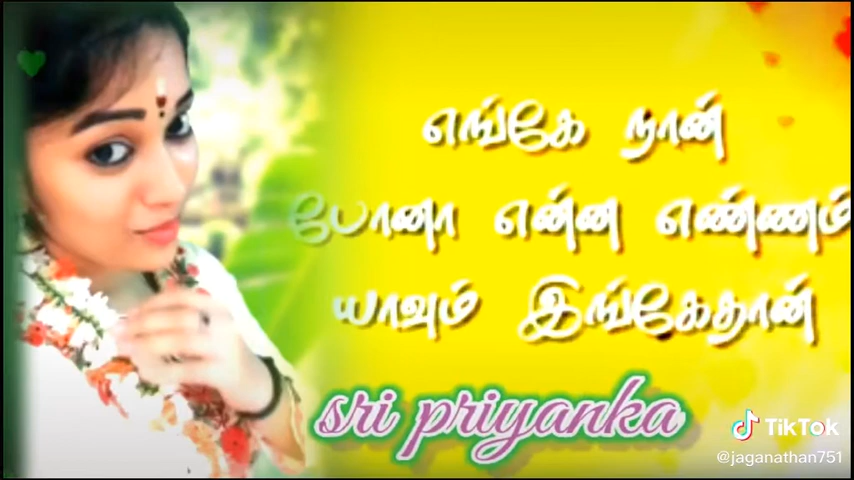 எங்கே நான்
போனா என்ன எண்ணம்
யாவும் இங்கேதான்
sri priyanka
TikTok
@jaganathan751